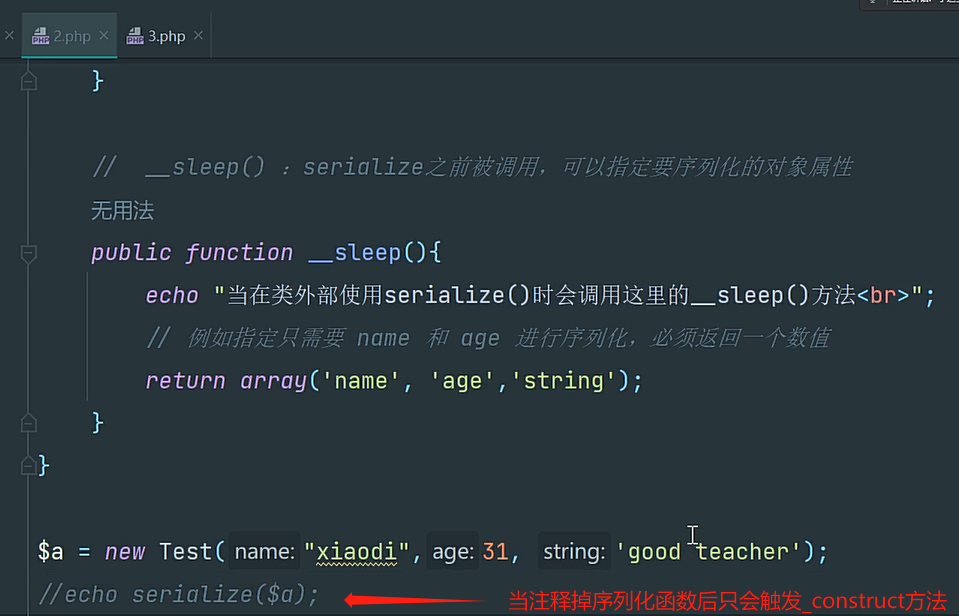 2.php 3.php
}
// __sleep() : serialize之前被调用，可以指定要序列化的对象属性
无用法
public function __sleep(){
echo "当在类外部使用serialize()时会调用这里的__sleep()方法<br>";
// 例如指定只需要 name 和 age 进行序列化，必须返回一个数值
return array('name', 'age','string');
}
}
$a = new Test( name: "xiaodi", age: 31, string: 'good teacher');
//echo serialize($a);
当注释掉序列化函数后只会触发_construct方法